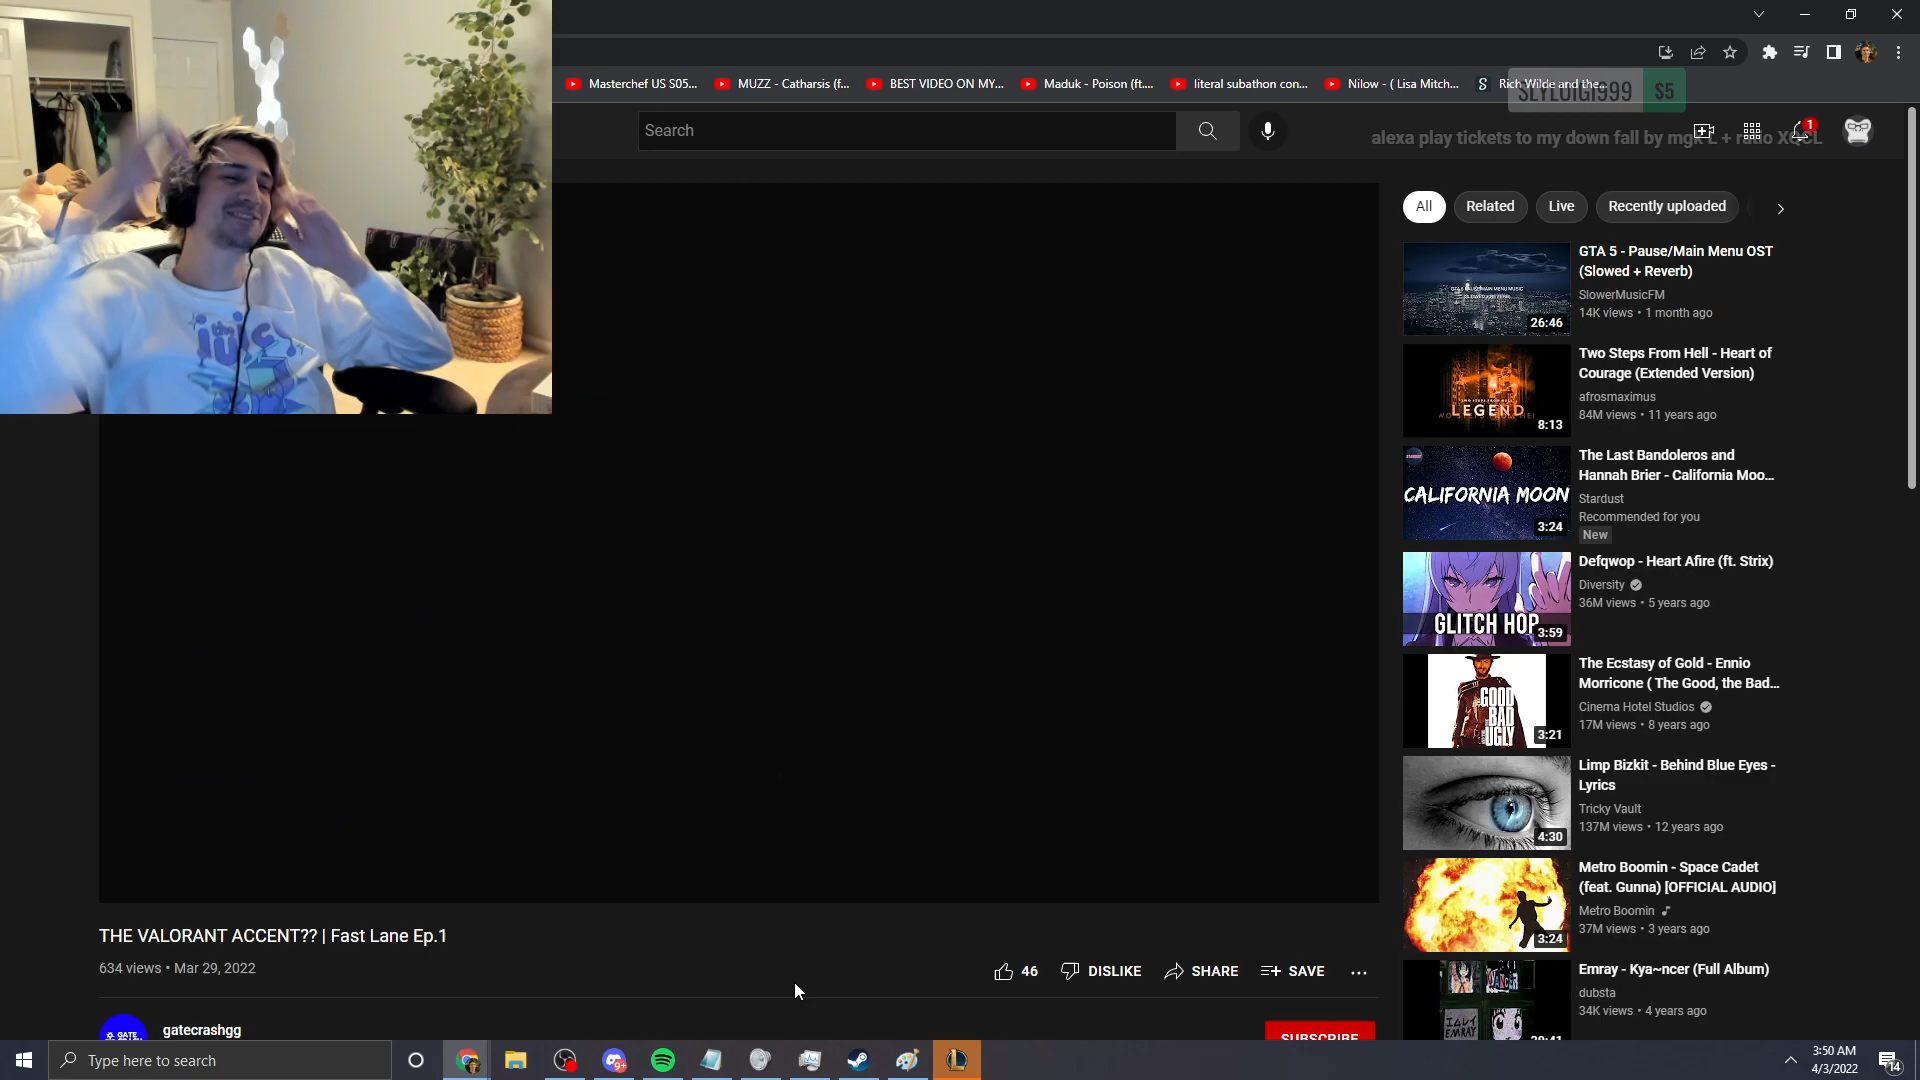 Masterchef US S05...
MUZZ - Catharsis (f...
BEST VIDEO ON MY...
Maduk - Poison (ft....
literal subathon con...
Nilow - ( Lisa Mitch...
Rich Wilde and the...
SLYLUIGI999 $5
Search
alexa play tickets to my down fall by mgk L + ratio XQCL
1
All
Related
Live
Recently uploaded
GTA 5 - Pause/Main Menu OST
(Slowed + Reverb)
SlowerMusicFM
14K views • 1 month ago
26:46
Two Steps From Hell - Heart of
Courage (Extended Version)
afrosmaximus
84M views • 11 years ago
LEGEND
8:13
The Last Bandoleros and
Hannah Brier - California Moo...
Stardust
Recommended for you
New
CALIFORNIA MOON
3:24
Defqwop - Heart Afire (ft. Strix)
Diversity
36M views • 5 years ago
GLITCH HOP
3:59
The Ecstasy of Gold - Ennio
Morricone ( The Good, the Bad...
Cinema Hotel Studios
17M views • 8 years ago
GOOD
BAD
UGLY
3:21
Limp Bizkit - Behind Blue Eyes -
Lyrics
Tricky Vault
137M views • 12 years ago
4:30
Metro Boomin - Space Cadet
(feat. Gunna) [OFFICIAL AUDIO]
Metro Boomin
37M views • 3 years ago
3:24
Emray - Kya~ncer (Full Album)
dubsta
34K views • 4 years ago
EMRAY
THE VALORANT ACCENT?? | Fast Lane Ep.1
634 views • Mar 29, 2022
46
DISLIKE
SHARE
SAVE
GATE
gatecrashgg
SUBSCRIBE
Type here to search
9+
3:50 AM
4/3/2022
14